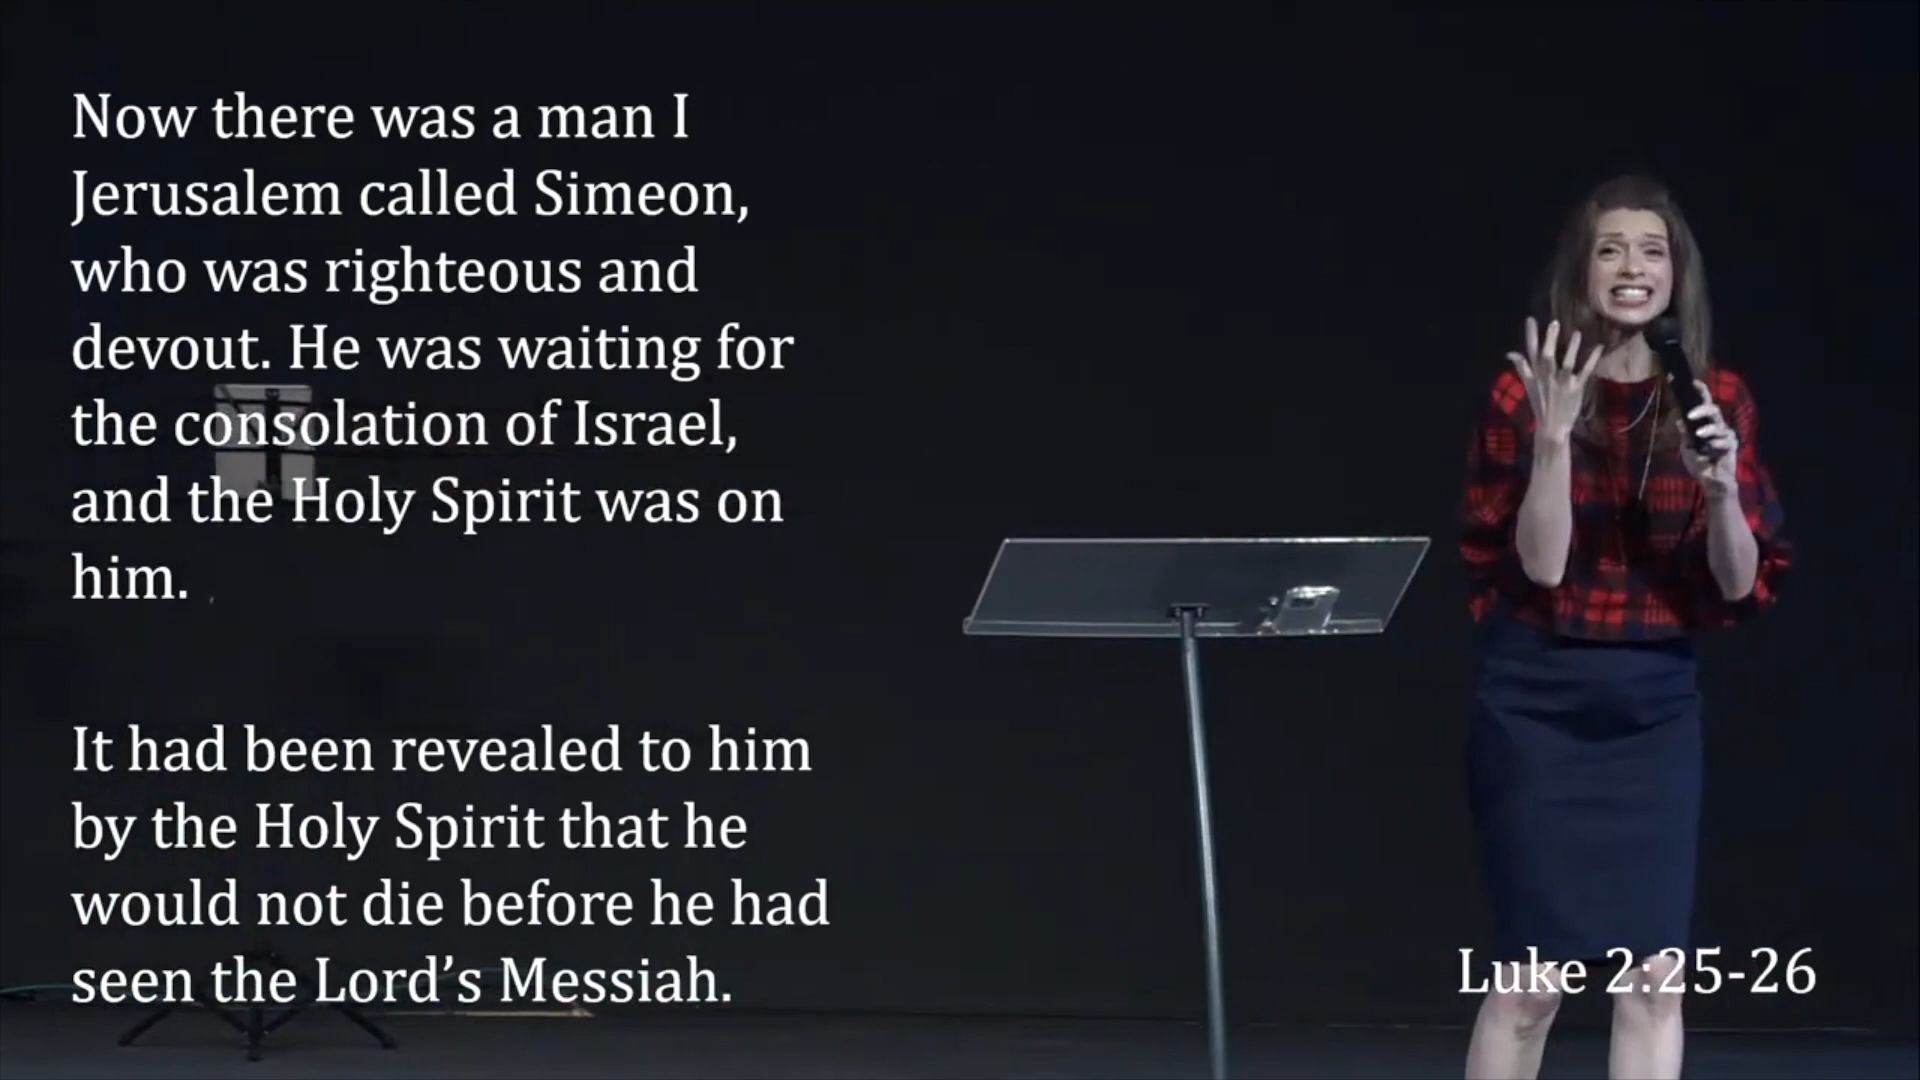 Now there was a man I
Jerusalem called Simeon,
who was righteous and
devout. He was waiting for
the consolation of Israel,
and the Holy Spirit was on
him.
It had been revealed to him
by the Holy Spirit that he
would not die before he had
seen the Lord’s Messiah.
Luke 2:25-26